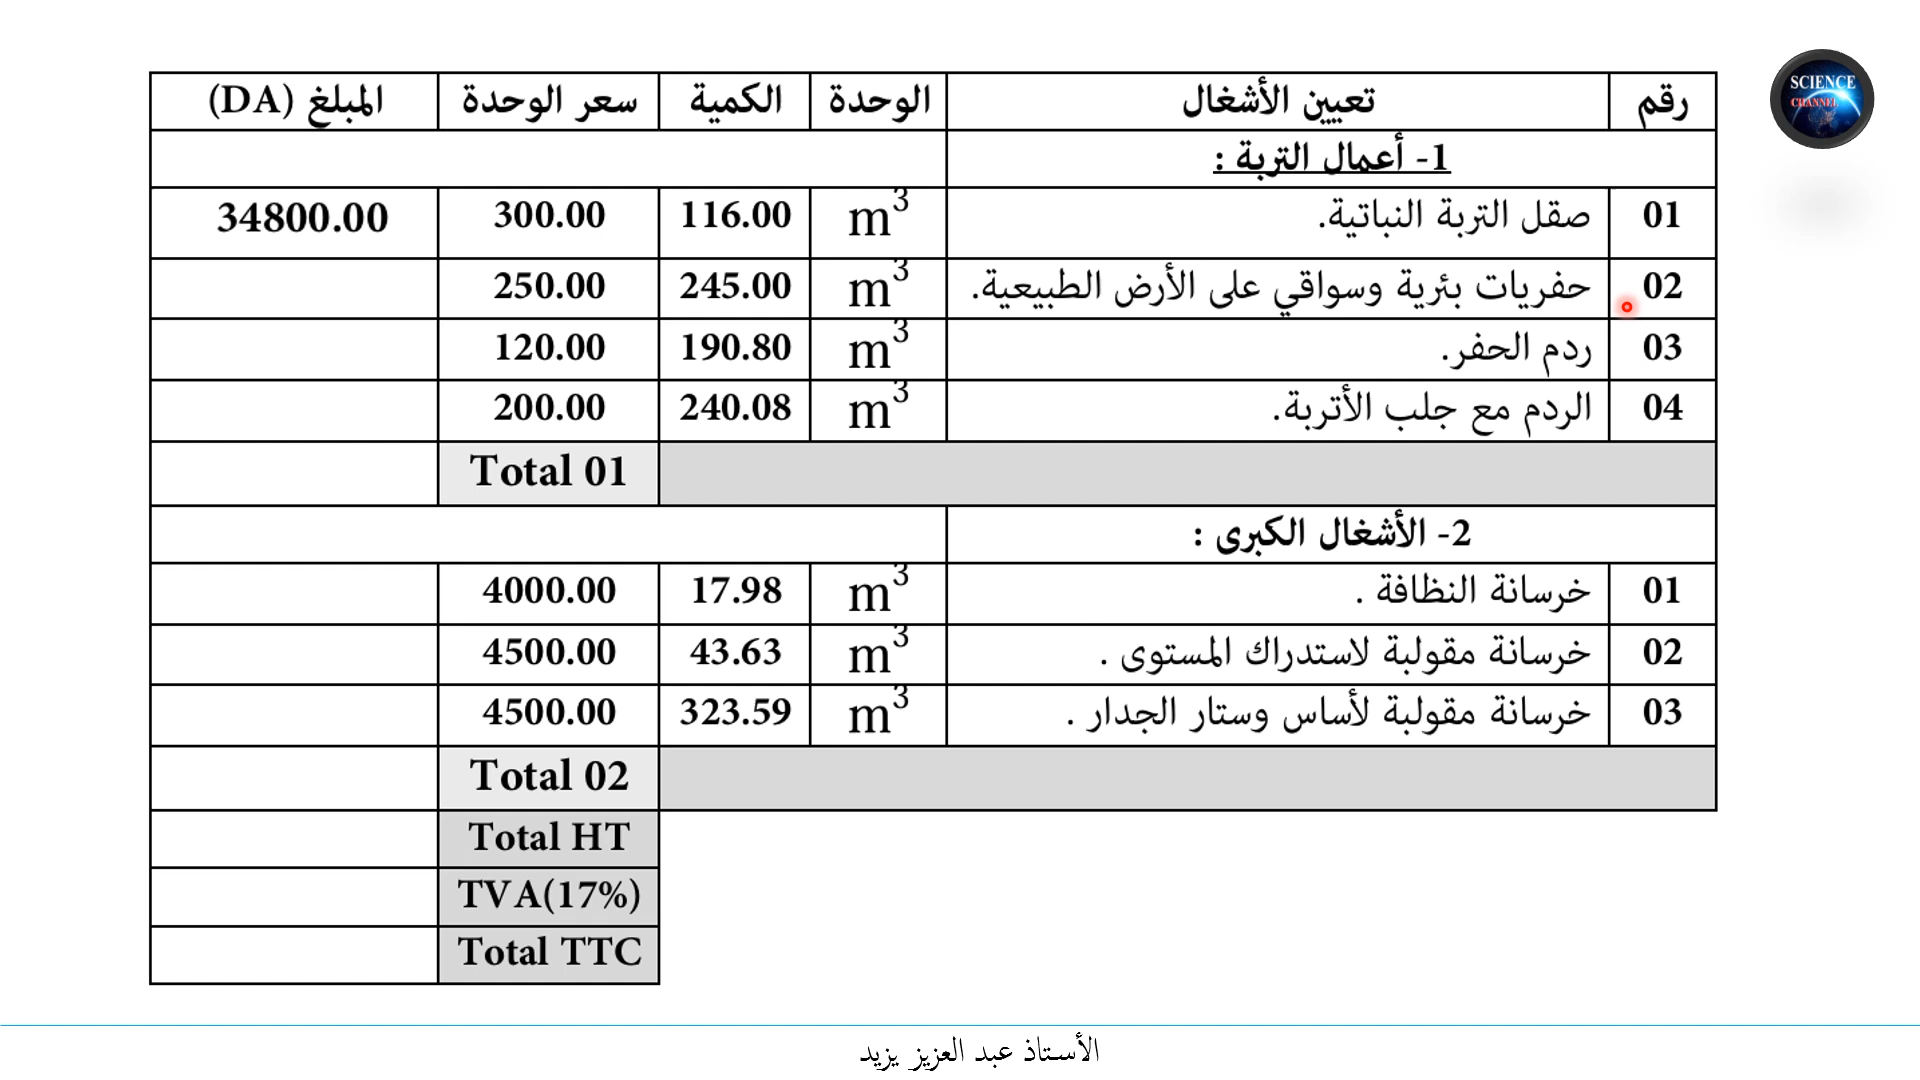 SCIENCE
CHANNEL
رقم تعيين الأشغال الوحدة الكمية سعر الوحدة المبلغ (DA)
1- أعمال التربة :
01 صقل التربة النباتية. m³ 116.00 300.00 34800.00
02 حفريات بئرية وسواقي على الأرض الطبيعية. m³ 245.00 250.00
03 ردم الحفر. m³ 190.80 120.00
04 الردم مع جلب الأتربة. m³ 240.08 200.00
Total 01
2- الأشغال الكبرى :
01 خرسانة النظافة . m³ 17.98 4000.00
02 خرسانة مقولبة لاستدراك المستوى . m³ 43.63 4500.00
03 خرسانة مقولبة لأساس وستار الجدار . m³ 323.59 4500.00
Total 02
Total HT
TVA(17%)
Total TTC
الأستاذ عبد العزيز يزيد